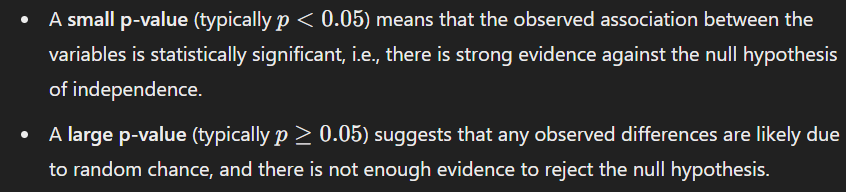 • A small p-value (typically p < 0.05) means that the observed association between the
variables is statistically significant, i.e., there is strong evidence against the null hypothesis
of independence.
• A large p-value (typically p ≥ 0.05) suggests that any observed differences are likely due
to random chance, and there is not enough evidence to reject the null hypothesis.